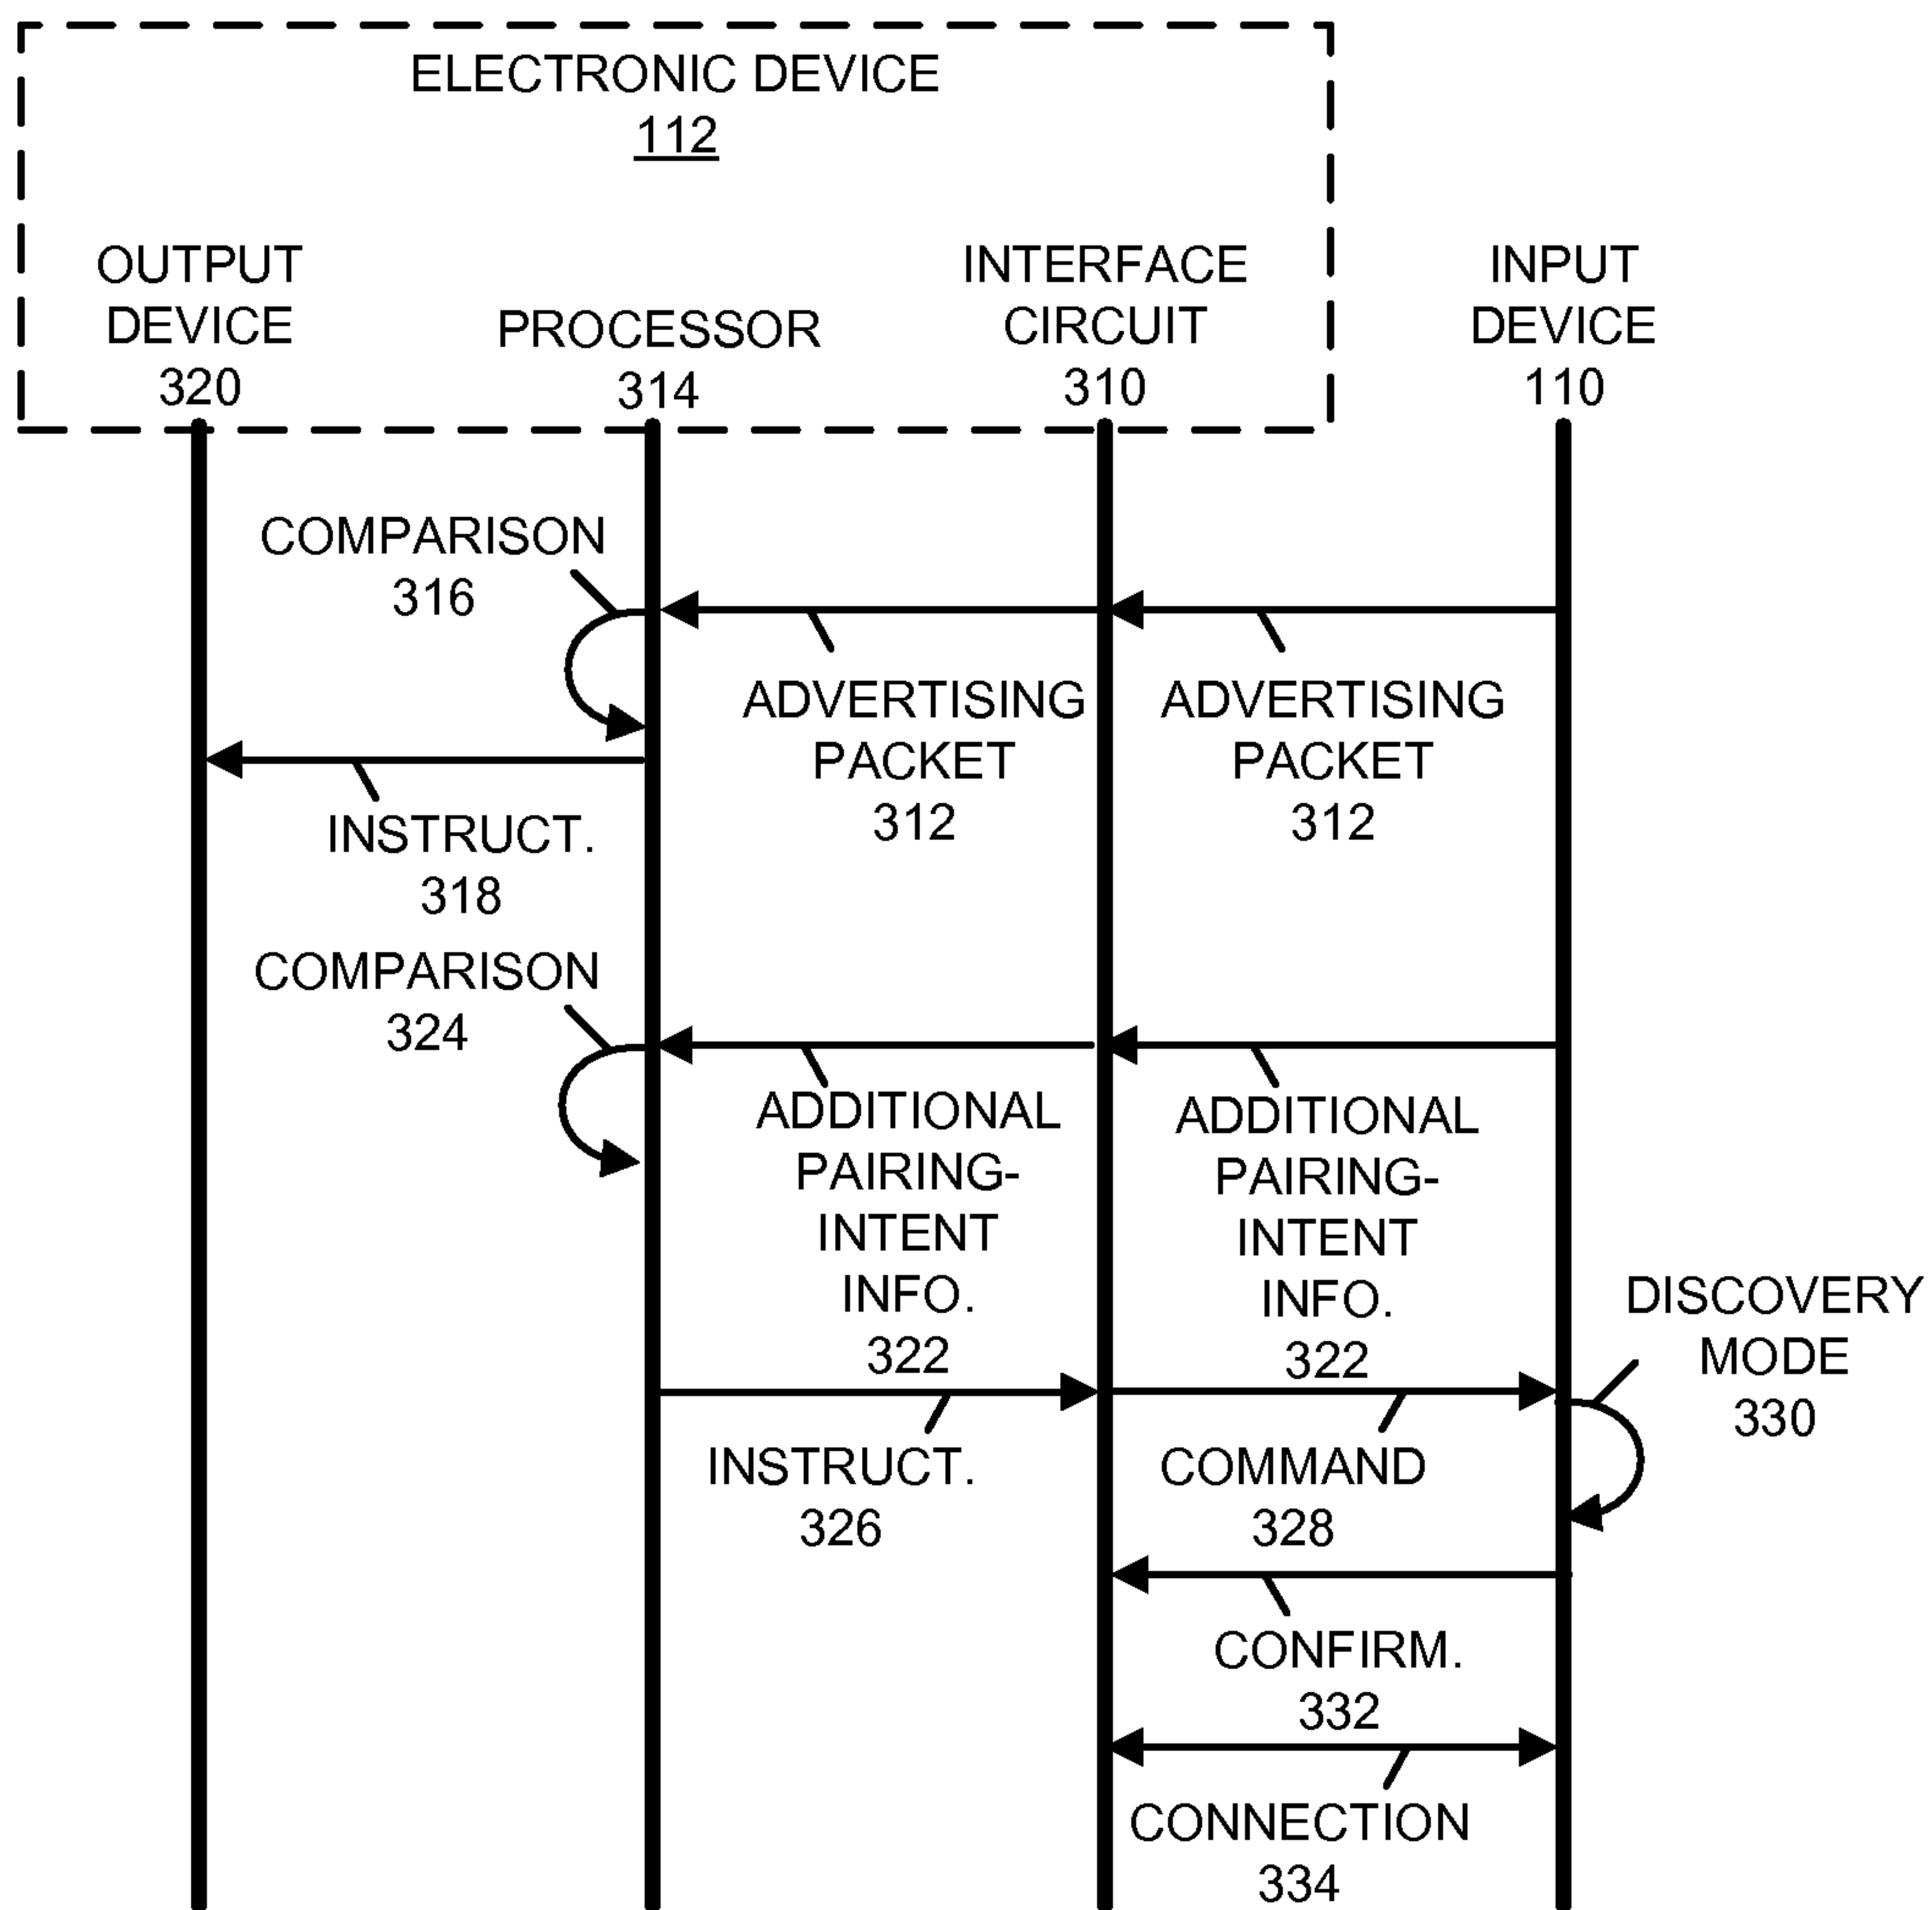 ELECTRONIC DEVICE
112
OUTPUT
DEVICE
320
PROCESSOR
314
INTERFACE
CIRCUIT
310
INPUT
DEVICE
110
COMPARISON
316
ADVERTISING
PACKET
312
ADVERTISING
PACKET
312
INSTRUCT.
318
COMPARISON
324
ADDITIONAL
PAIRING-
INTENT
INFO.
322
ADDITIONAL
PAIRING-
INTENT
INFO.
322
DISCOVERY
MODE
330
INSTRUCT.
326
COMMAND
328
CONFIRM.
332
CONNECTION
334